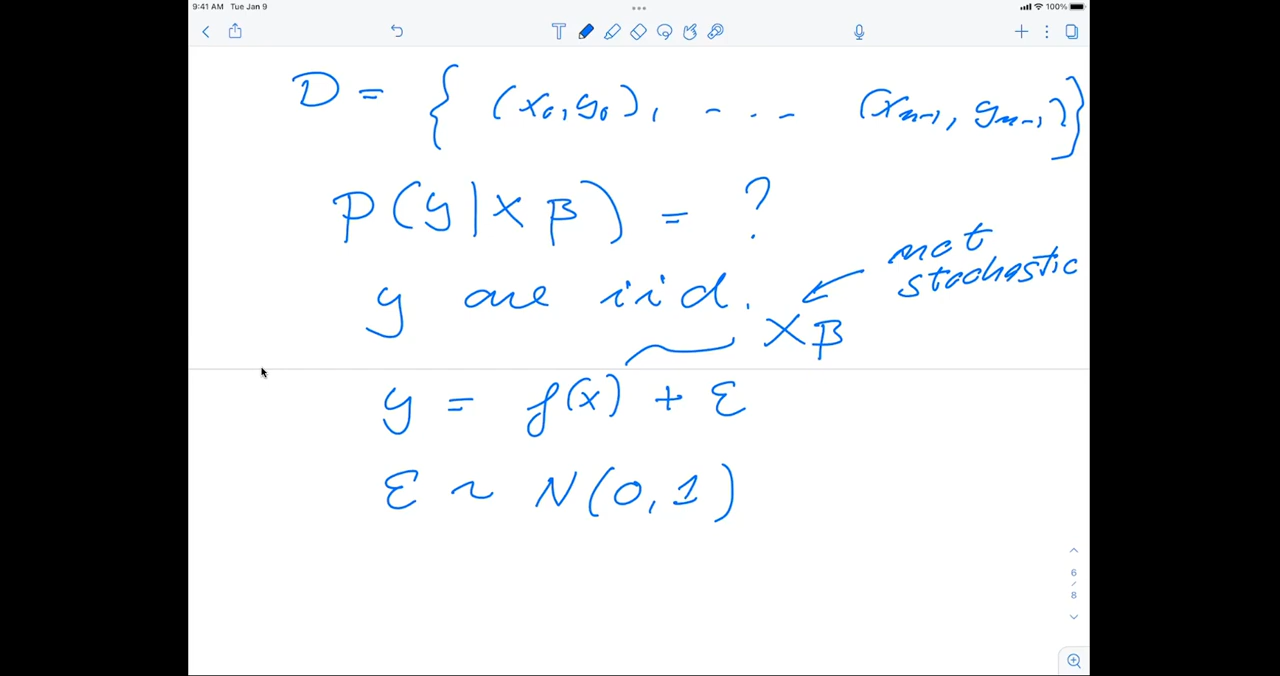 9:41 AM Tue Jan 9
100%
D = { (x₀, y₀), - . . - (xₙ₋₁, yₙ₋₁)}
P(y|X β) = ?
not
stochastic
y are iid.
Xβ
y = f(x) + ε
ε ~ N(0, 1)
6
/
8